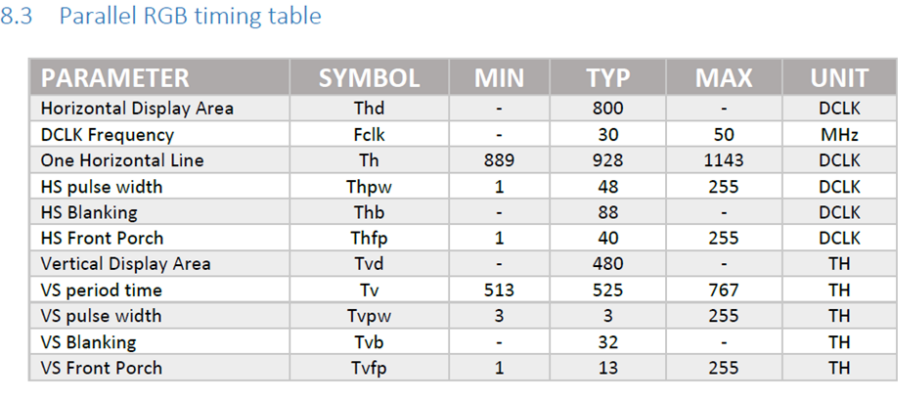 8.3 Parallel RGB timing table
PARAMETER SYMBOL MIN TYP MAX UNIT
Horizontal Display Area Thd - 800 - DCLK
DCLK Frequency Fclk - 30 50 MHz
One Horizontal Line Th 889 928 1143 DCLK
HS pulse width Thpw 1 48 255 DCLK
HS Blanking Thb - 88 - DCLK
HS Front Porch Thfp 1 40 255 DCLK
Vertical Display Area Tvd - 480 - TH
VS period time Tv 513 525 767 TH
VS pulse width Tvpw 3 3 255 TH
VS Blanking Tvb - 32 - TH
VS Front Porch Tvfp 1 13 255 TH